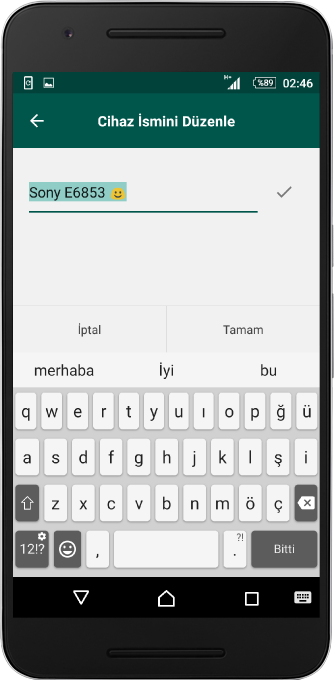 H+ %89 02:46
Cihaz İsmini Düzenle
Sony E6853 😀
İptal Tamam
merhaba İyi bu
q w e r t y u ı o p ğ ü
a s d f g h j k l ş i
z x c v b n m ö ç
12!? , . ?! Bitti